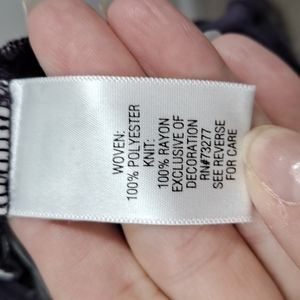 WOVEN:
100% POLYESTER
KNIT:
100% RAYON
EXCLUSIVE OF
DECORATION
RN#73277
SEE REVERSE
FOR CARE